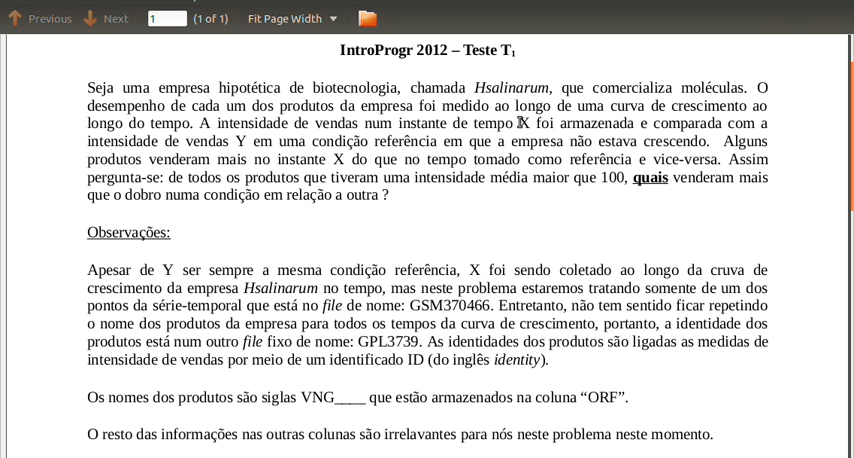 Previous Next 1 (1 of 1) Fit Page Width
IntroProgr 2012 – Teste T1
Seja uma empresa hipotética de biotecnologia, chamada Hsalinarum, que comercializa moléculas. O
desempenho de cada um dos produtos da empresa foi medido ao longo de uma curva de crescimento ao
longo do tempo. A intensidade de vendas num instante de tempo X foi armazenada e comparada com a
intensidade de vendas Y em uma condição referência em que a empresa não estava crescendo. Alguns
produtos venderam mais no instante X do que no tempo tomado como referência e vice-versa. Assim
pergunta-se: de todos os produtos que tiveram uma intensidade média maior que 100, quais venderam mais
que o dobro numa condição em relação a outra ?
Observações:
Apesar de Y ser sempre a mesma condição referência, X foi sendo coletado ao longo da cruva de
crescimento da empresa Hsalinarum no tempo, mas neste problema estaremos tratando somente de um dos
pontos da série-temporal que está no file de nome: GSM370466. Entretanto, não tem sentido ficar repetindo
o nome dos produtos da empresa para todos os tempos da curva de crescimento, portanto, a identidade dos
produtos está num outro file fixo de nome: GPL3739. As identidades dos produtos são ligadas as medidas de
intensidade de vendas por meio de um identificado ID (do inglês identity).
Os nomes dos produtos são siglas VNG____ que estão armazenados na coluna “ORF”.
O resto das informações nas outras colunas são irrelavantes para nós neste problema neste momento.